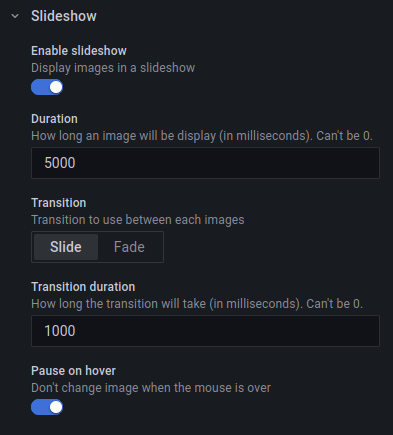 Slideshow
Enable slideshow
Display images in a slideshow
Duration
How long an image will be display (in milliseconds). Can't be 0.
5000
Transition
Transition to use between each images
Slide Fade
Transition duration
How long the transition will take (in milliseconds). Can't be 0.
1000
Pause on hover
Don't change image when the mouse is over